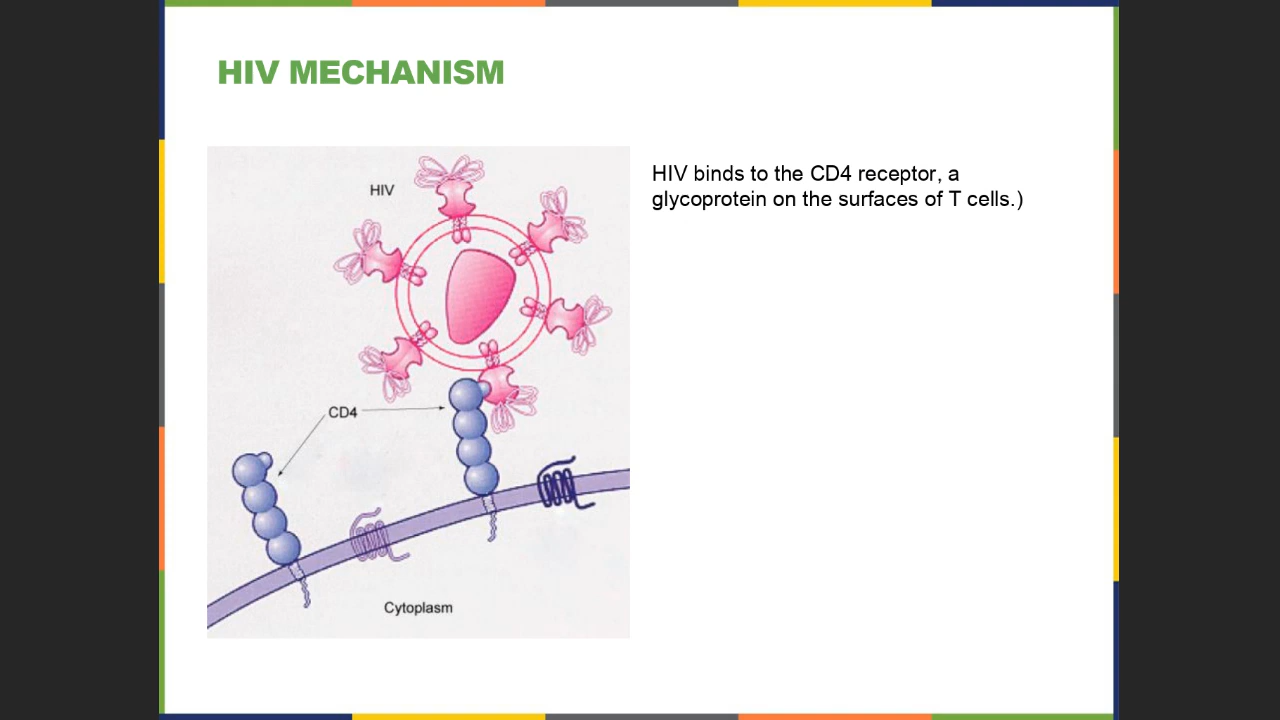 HIV MECHANISM
HIV
CD4
Cytoplasm
HIV binds to the CD4 receptor, a
glycoprotein on the surfaces of T cells.)